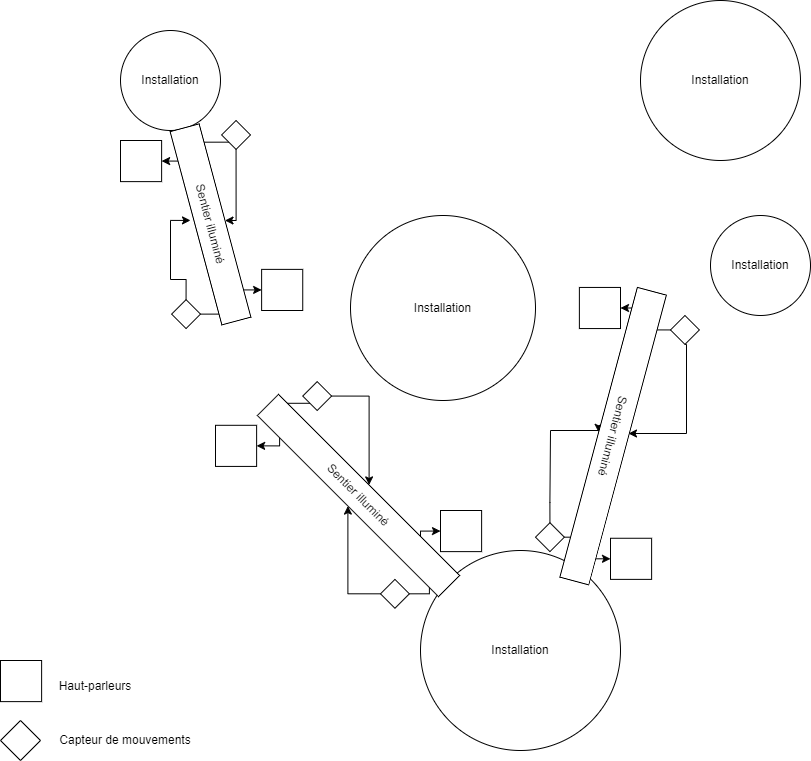 Installation
Installation
Sentier illuminé
Installation
Installation
Sentier illuminé
Sentier illuminé
Installation
Haut-parleurs
Capteur de mouvements